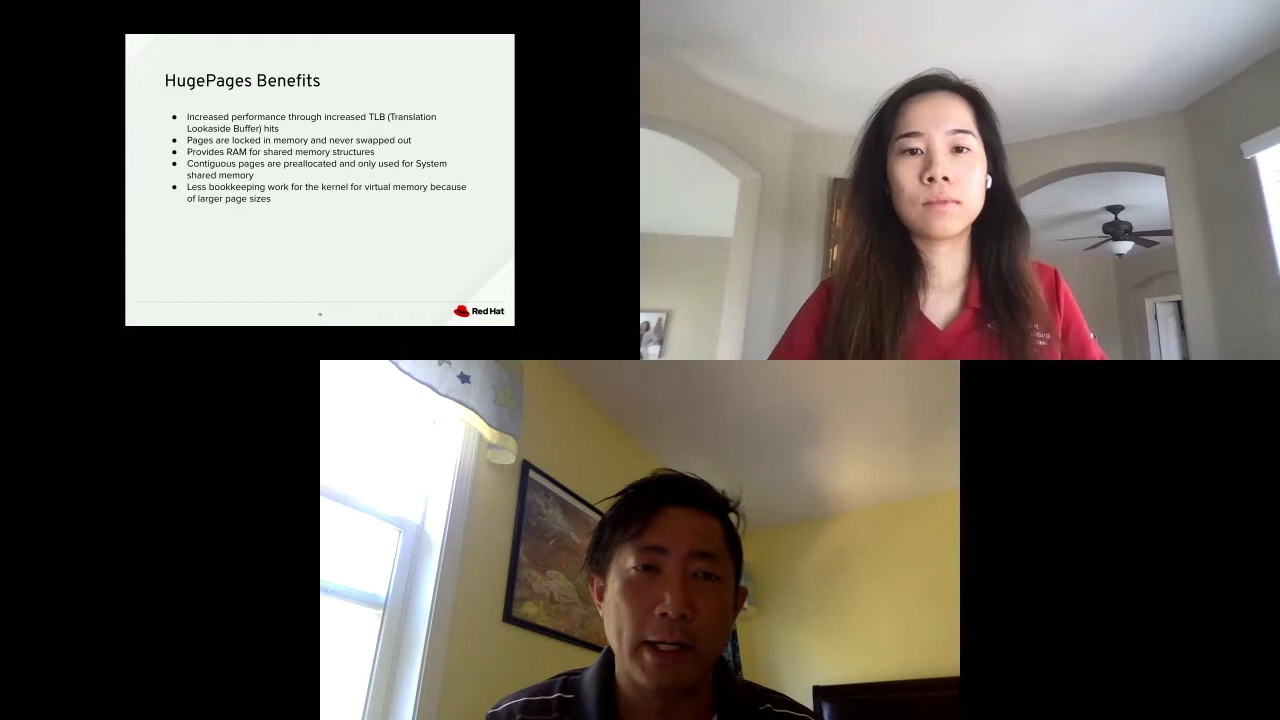 HugePages Benefits
● Increased performance through increased TLB (Translation
Lookaside Buffer) hits
● Pages are locked in memory and never swapped out
● Provides RAM for shared memory structures
● Contiguous pages are preallocated and only used for System
shared memory
● Less bookkeeping work for the kernel for virtual memory because
of larger page sizes
Red Hat